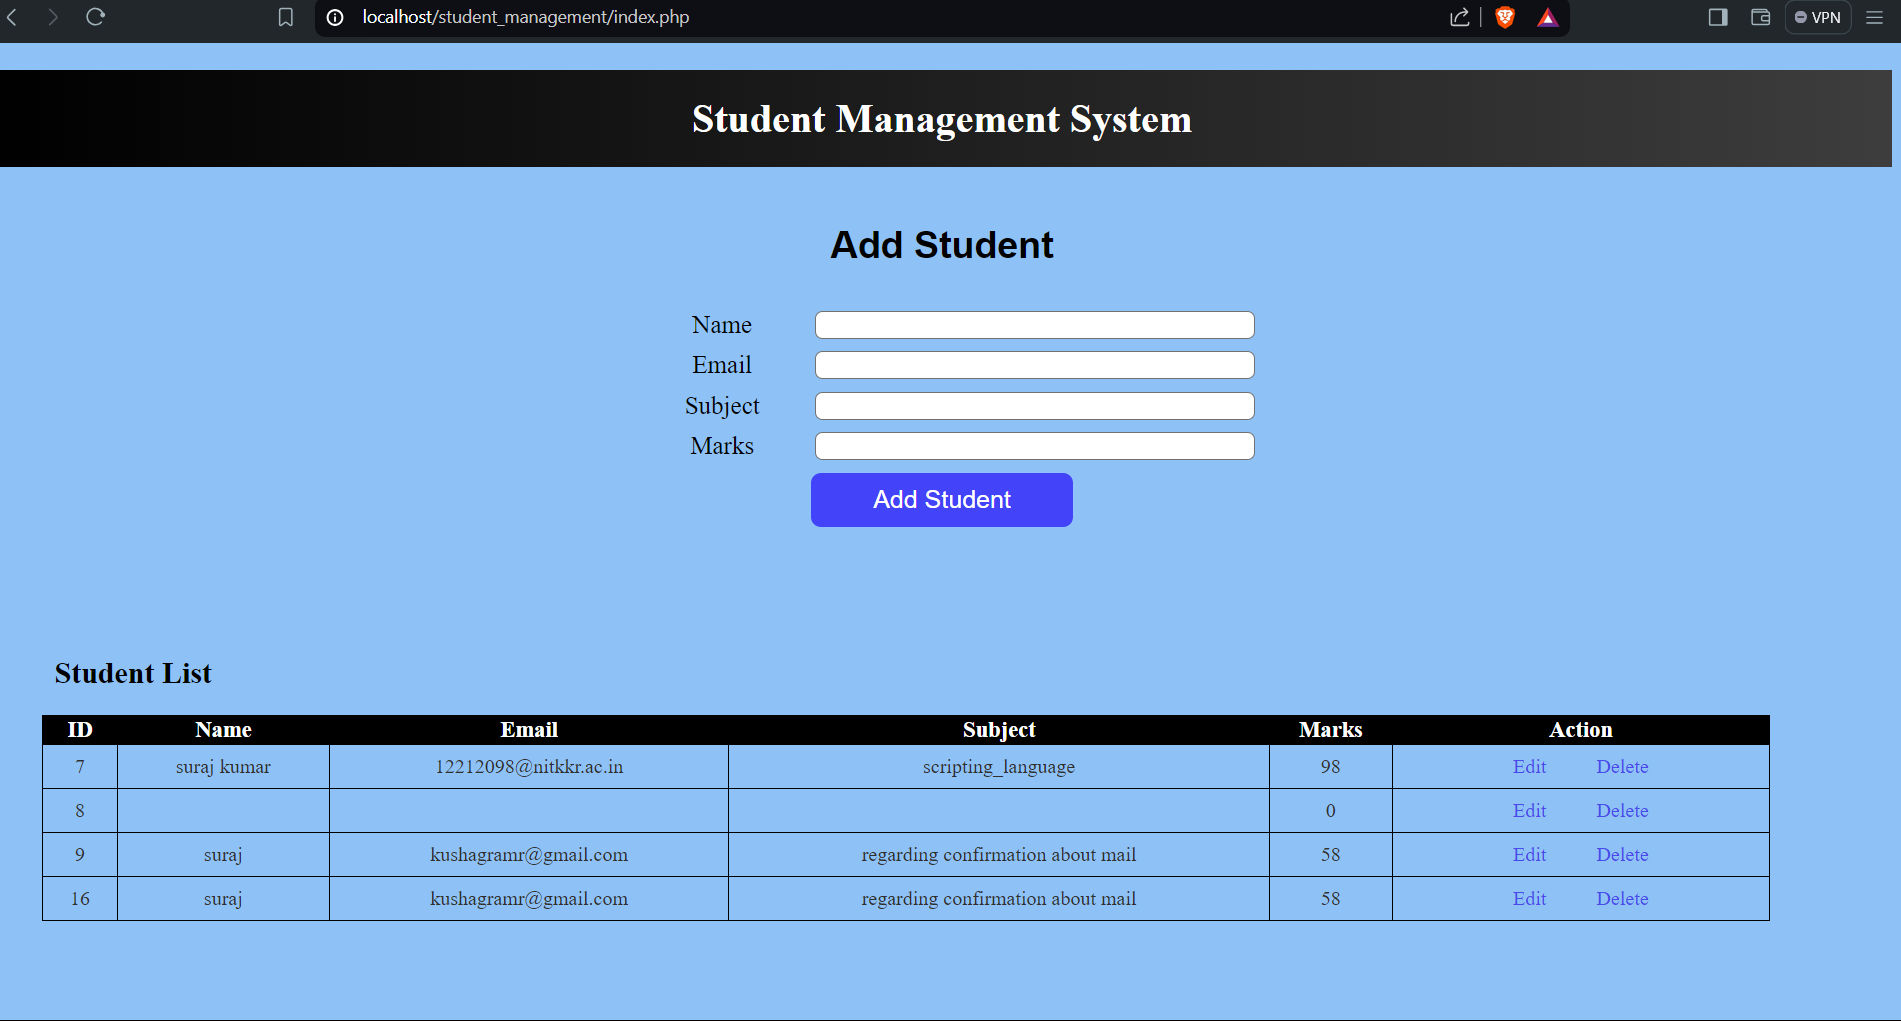 localhost/student_management/index.php VPN
Student Management System
Add Student
Name
Email
Subject
Marks
Add Student
Student List
ID Name Email Subject Marks Action
7 suraj kumar 12212098@nitkkr.ac.in scripting_language 98 Edit Delete
8 0 Edit Delete
9 suraj kushagramr@gmail.com regarding confirmation about mail 58 Edit Delete
16 suraj kushagramr@gmail.com regarding confirmation about mail 58 Edit Delete